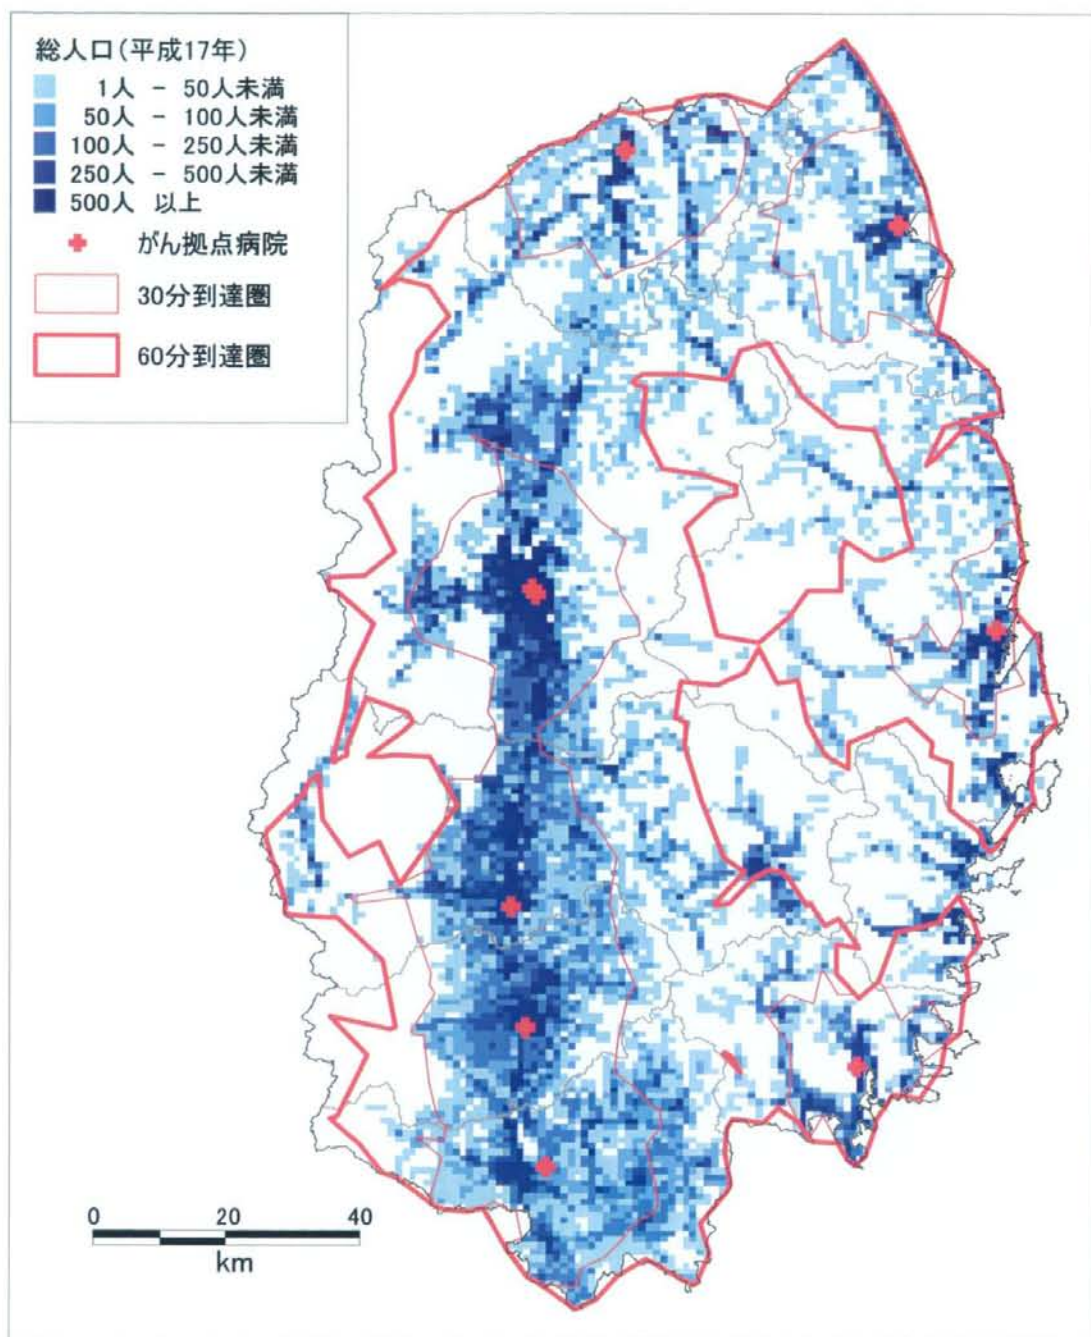 総人口(平成17年)
1人 - 50人未満
50人 - 100人未満
100人 - 250人未満
250人 - 500人未満
500人 以上
がん拠点病院
30分到達圏
60分到達圏
0 20 40
km